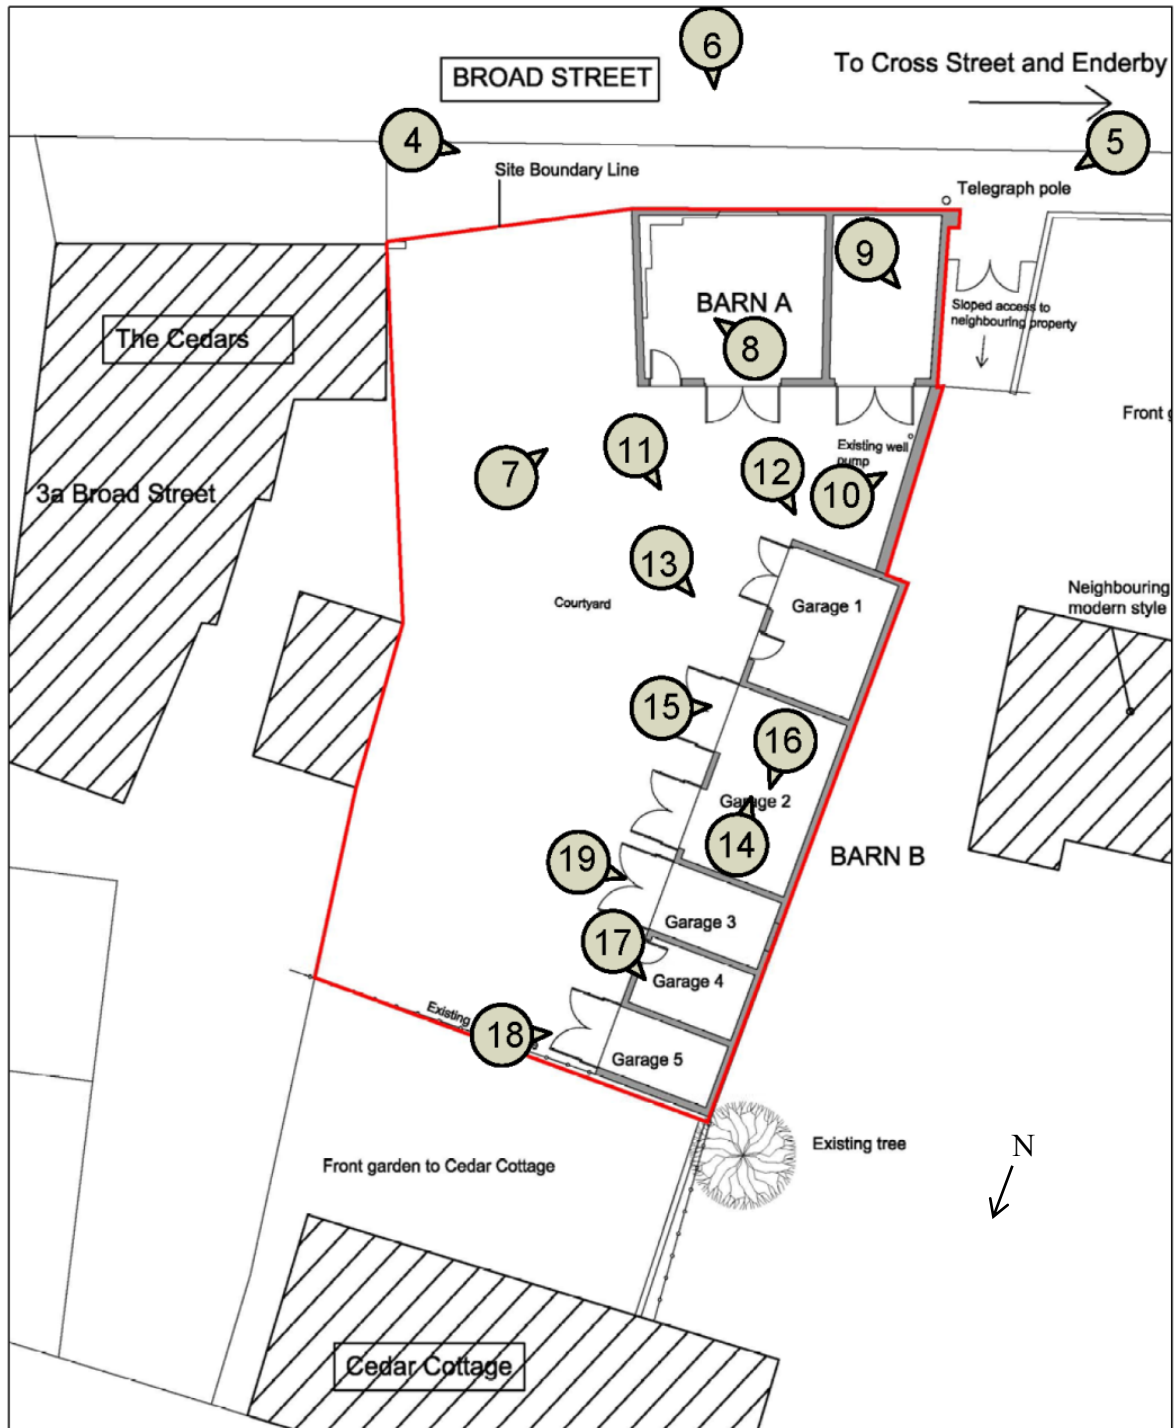 6
BROAD STREET
To Cross Street and Enderby
4
5
Site Boundary Line
Telegraph pole
9
BARN A
Sloped access to
neighbouring property
The Cedars
8
Front
Existing well
pump
11
12
7
10
3a Broad Street
13
Neighbouring
modern style
Courtyard
Garage 1
15
16
Garage 2
14
BARN B
19
Garage 3
17
Garage 4
Existing
18
Garage 5
Existing tree
N
Front garden to Cedar Cottage
Cedar Cottage